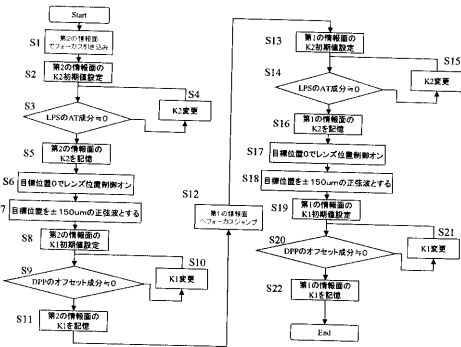 Start
S1
第2の情報面
でフォーカス引き込み
S2
第2の情報面の
K2初期値設定
S4
K2変更
S3
LPSのAT成分≒0
S5
第2の情報面の
K2を記憶
S6
目標位置0でレンズ位置制御オン
7
目標位置を±150umの正弦波とする
S8
第2の情報面の
K1初期値設定
S10
K1変更
S9
DPPのオフセット成分≒0
S11
第2の情報面の
K1を記憶
S12
第1の情報面
へフォーカスジャンプ
S13
第1の情報面の
K2初期値設定
S15
K2変更
S14
LPSのAT成分≒0
S16
第1の情報面の
K2を記憶
S17
目標位置0でレンズ位置制御オン
S18
目標位置を±150umの正弦波とする
S19
第1の情報面の
K1初期値設定
S21
K1変更
S20
DPPのオフセット成分≒0
S22
第1の情報面の
K1を記憶
End